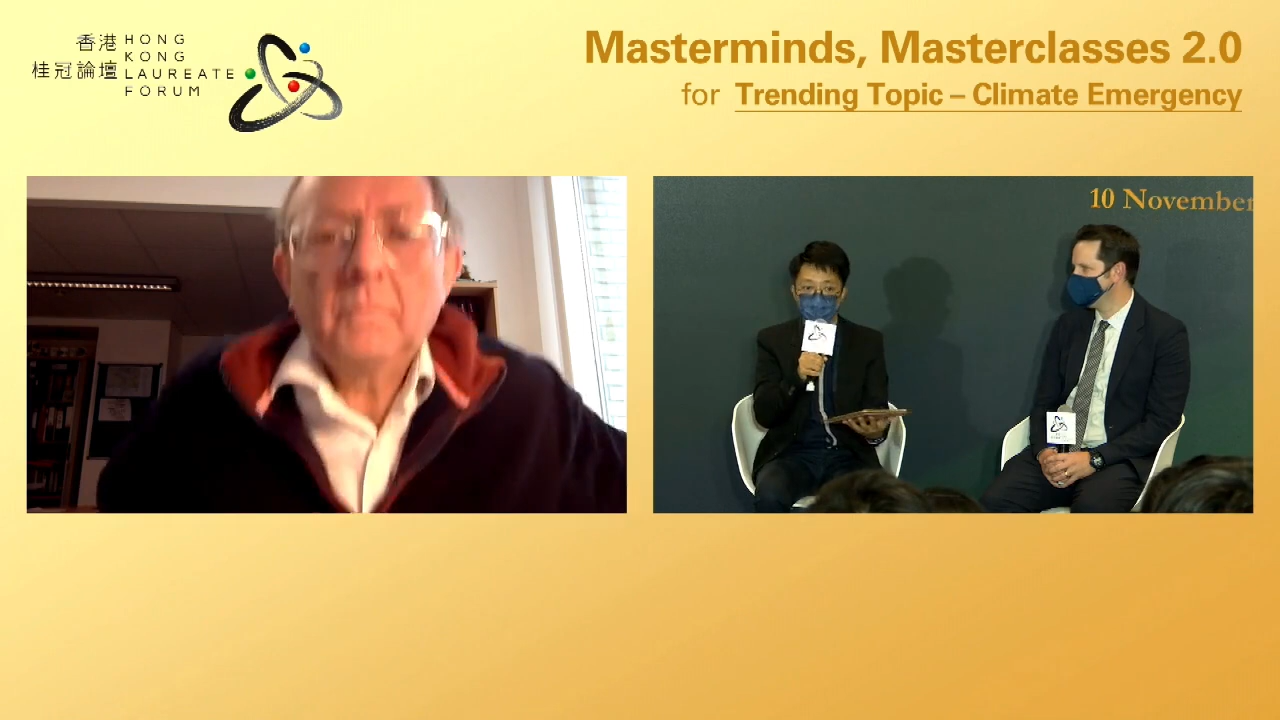 香港
桂冠論壇
HONG
KONG
LAUREATE
FORUM
Masterminds, Masterclasses 2.0
for Trending Topic – Climate Emergency
10 November